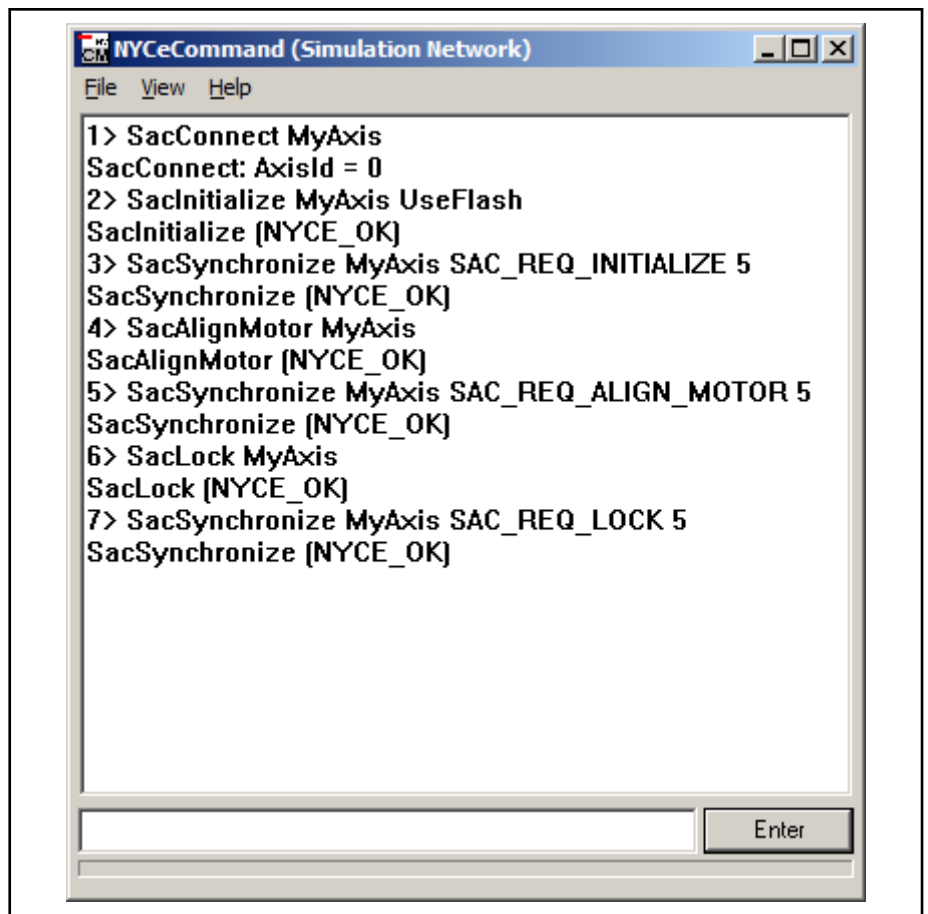 NYCeCommand (Simulation Network)
File View Help
1> SacConnect MyAxis
SacConnect: AxisId = 0
2> SacInitialize MyAxis UseFlash
SacInitialize (NYCE_OK)
3> SacSynchronize MyAxis SAC_REQ_INITIALIZE 5
SacSynchronize (NYCE_OK)
4> SacAlignMotor MyAxis
SacAlignMotor (NYCE_OK)
5> SacSynchronize MyAxis SAC_REQ_ALIGN_MOTOR 5
SacSynchronize (NYCE_OK)
6> SacLock MyAxis
SacLock (NYCE_OK)
7> SacSynchronize MyAxis SAC_REQ_LOCK 5
SacSynchronize (NYCE_OK)
Enter